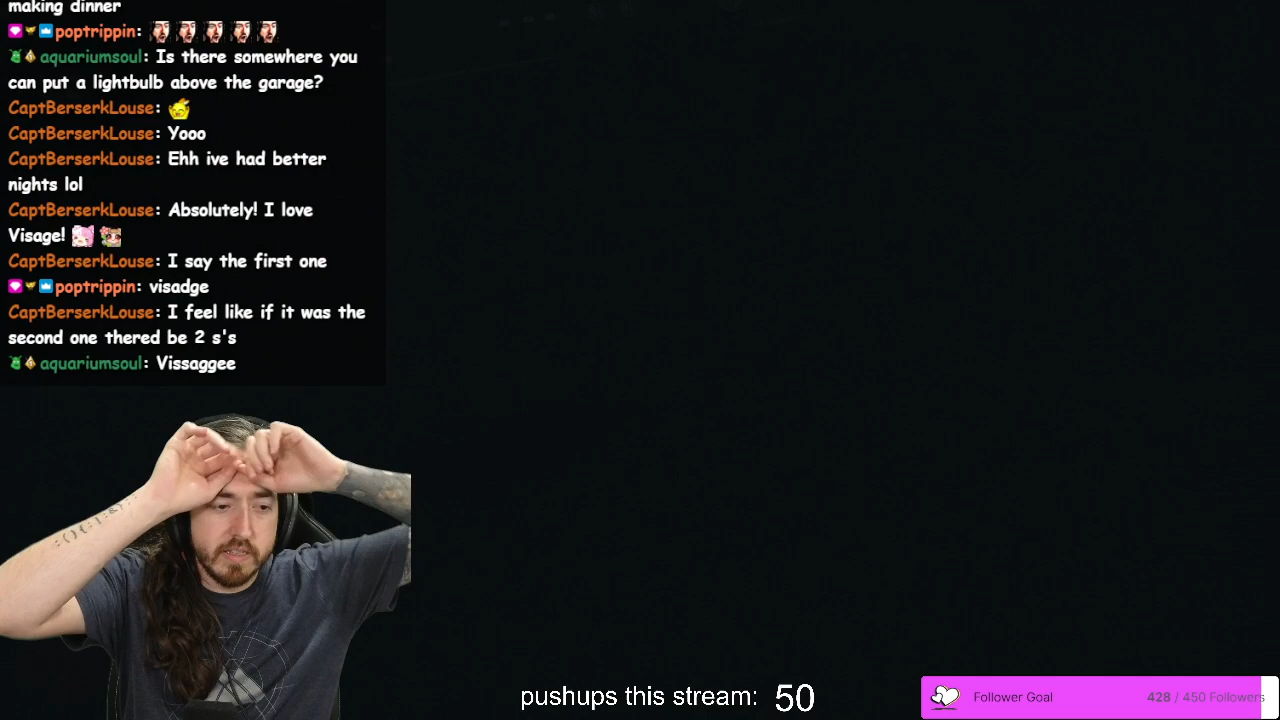 making dinner
poptrippin:
aquariumsoul: Is there somewhere you
can put a lightbulb above the garage?
CaptBerserkLouse:
CaptBerserkLouse: Yooo
CaptBerserkLouse: Ehh ive had better
nights lol
CaptBerserkLouse: Absolutely! I love
Visage!
CaptBerserkLouse: I say the first one
poptrippin: visadge
CaptBerserkLouse: I feel like if it was the
second one thered be 2 s's
aquariumsoul: Vissaggee
pushups this stream: 50
Follower Goal 428 / 450 Followers